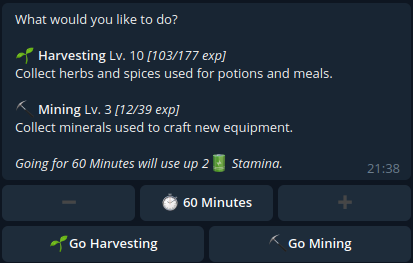 What would you like to do?
Harvesting Lv. 10 [103/177 exp]
Collect herbs and spices used for potions and meals.
Mining Lv. 3 [12/39 exp]
Collect minerals used to craft new equipment.
Going for 60 Minutes will use up 2 Stamina.
21:38
− 60 Minutes +
Go Harvesting Go Mining